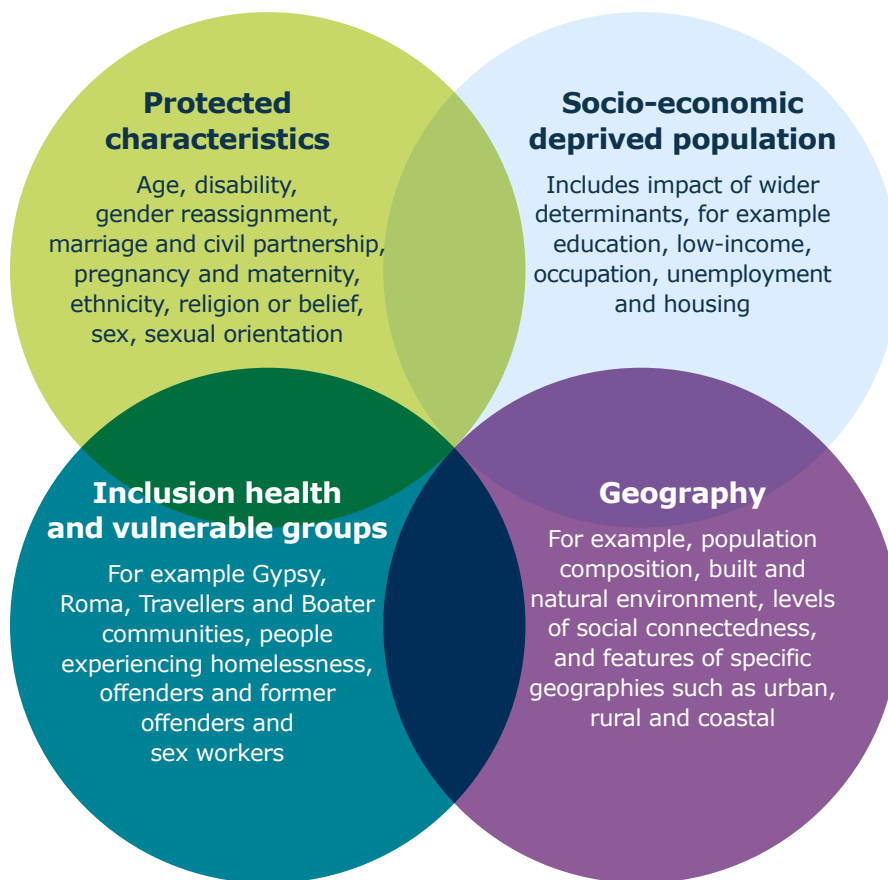 Protected
characteristics
Age, disability,
gender reassignment,
marriage and civil partnership,
pregnancy and maternity,
ethnicity, religion or belief,
sex, sexual orientation
Socio-economic
deprived population
Includes impact of wider
determinants, for example
education, low-income,
occupation, unemployment
and housing
Inclusion health
and vulnerable groups
For example Gypsy,
Roma, Travellers and Boater
communities, people
experiencing homelessness,
offenders and former
offenders and
sex workers
Geography
For example, population
composition, built and
natural environment, levels
of social connectedness,
and features of specific
geographies such as urban,
rural and coastal